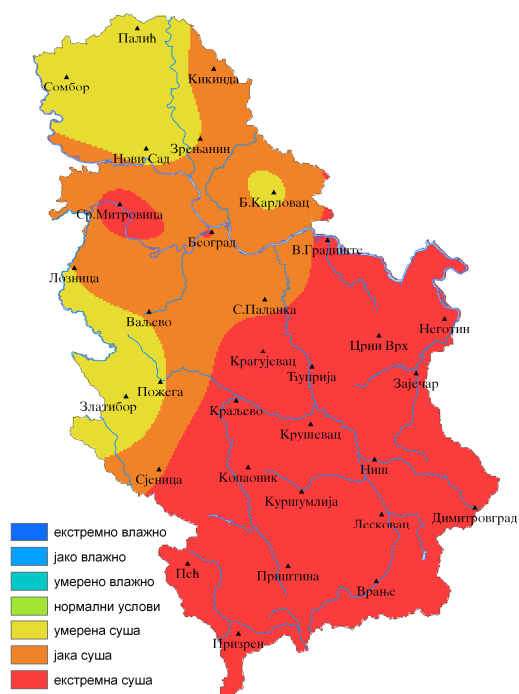 Палић
Сомбор
Кикинда
Зрењанин
Нови Сад
Б.Карловац
Ср.Митровица
Београд
В.Градиште
Лозница
С.Паланка
Ваљево
Неготин
Црни Врх
Крагујевац
Ћуприја
Зајечар
Пожега
Златибор
Краљево
Крушевац
Ниш
Сјеница
Копаоник
Куршумлија
Димитровград
Лесковац
Пећ
Приштина
Врање
Призрен
екстремно влажно
јако влажно
умерено влажно
нормални услови
умерена суша
јака суша
екстремна суша